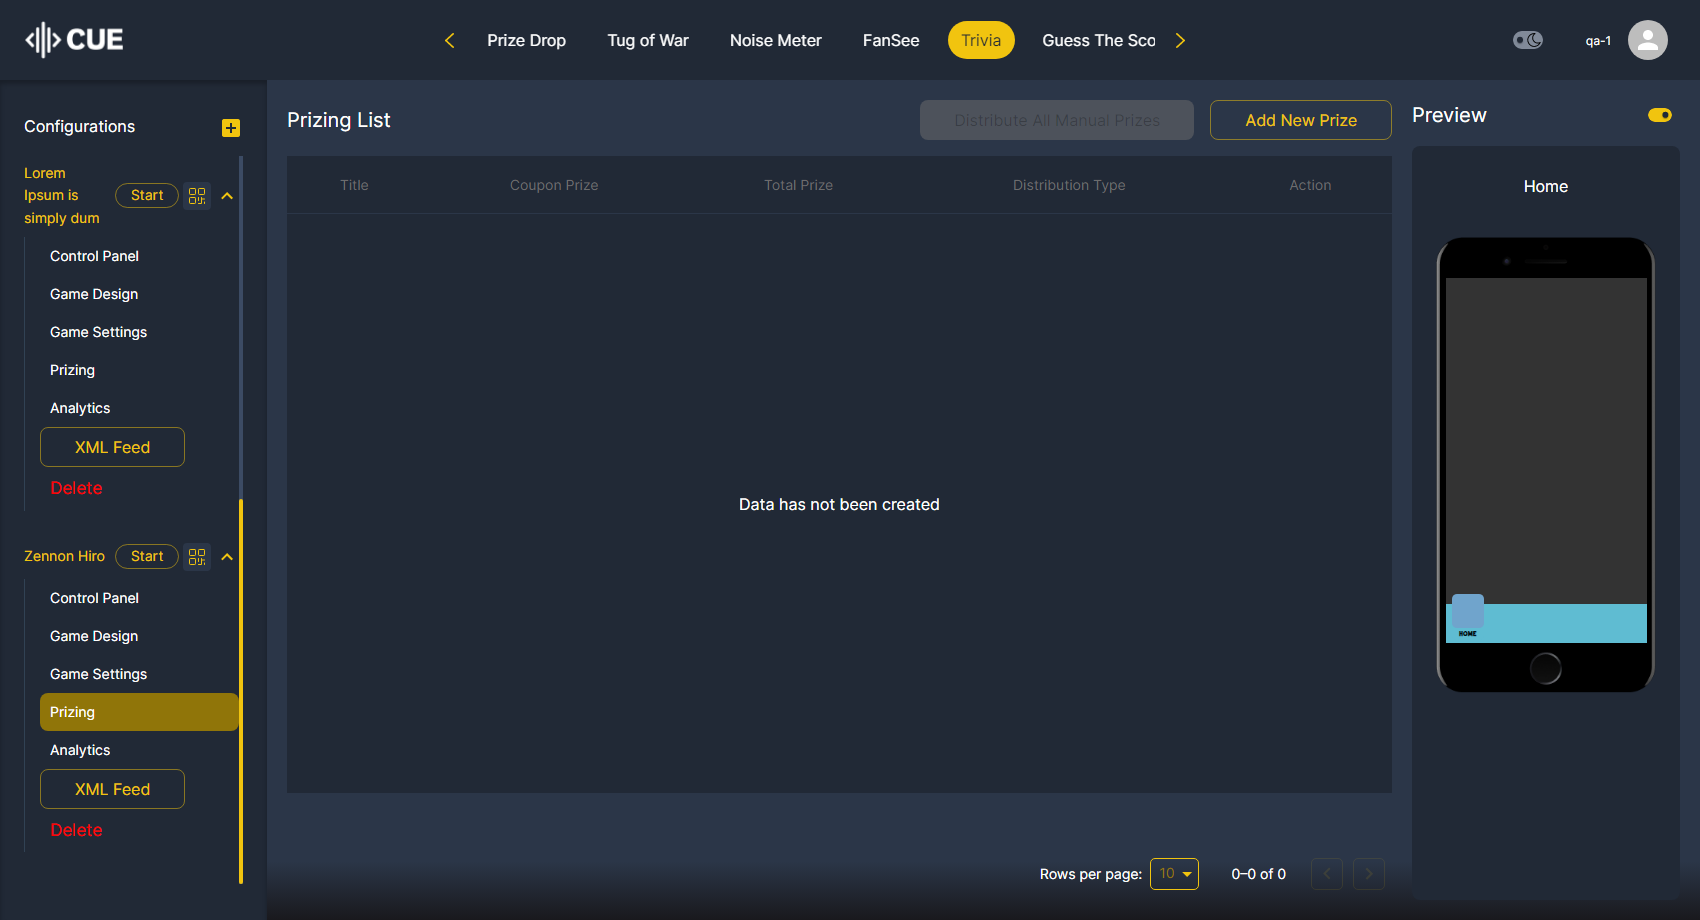 CUE
Prize Drop
Tug of War
Noise Meter
FanSee
Trivia
Guess The Sco
qa-1
Configurations
Lorem
Ipsum is
simply dum
Start
Control Panel
Game Design
Game Settings
Prizing
Analytics
XML Feed
Delete
Zennon Hiro
Start
Control Panel
Game Design
Game Settings
Prizing
Analytics
XML Feed
Delete
Prizing List
Distribute All Manual Prizes
Add New Prize
Title
Coupon Prize
Total Prize
Distribution Type
Action
Data has not been created
Rows per page:
10
0–0 of 0
Preview
Home
HOME